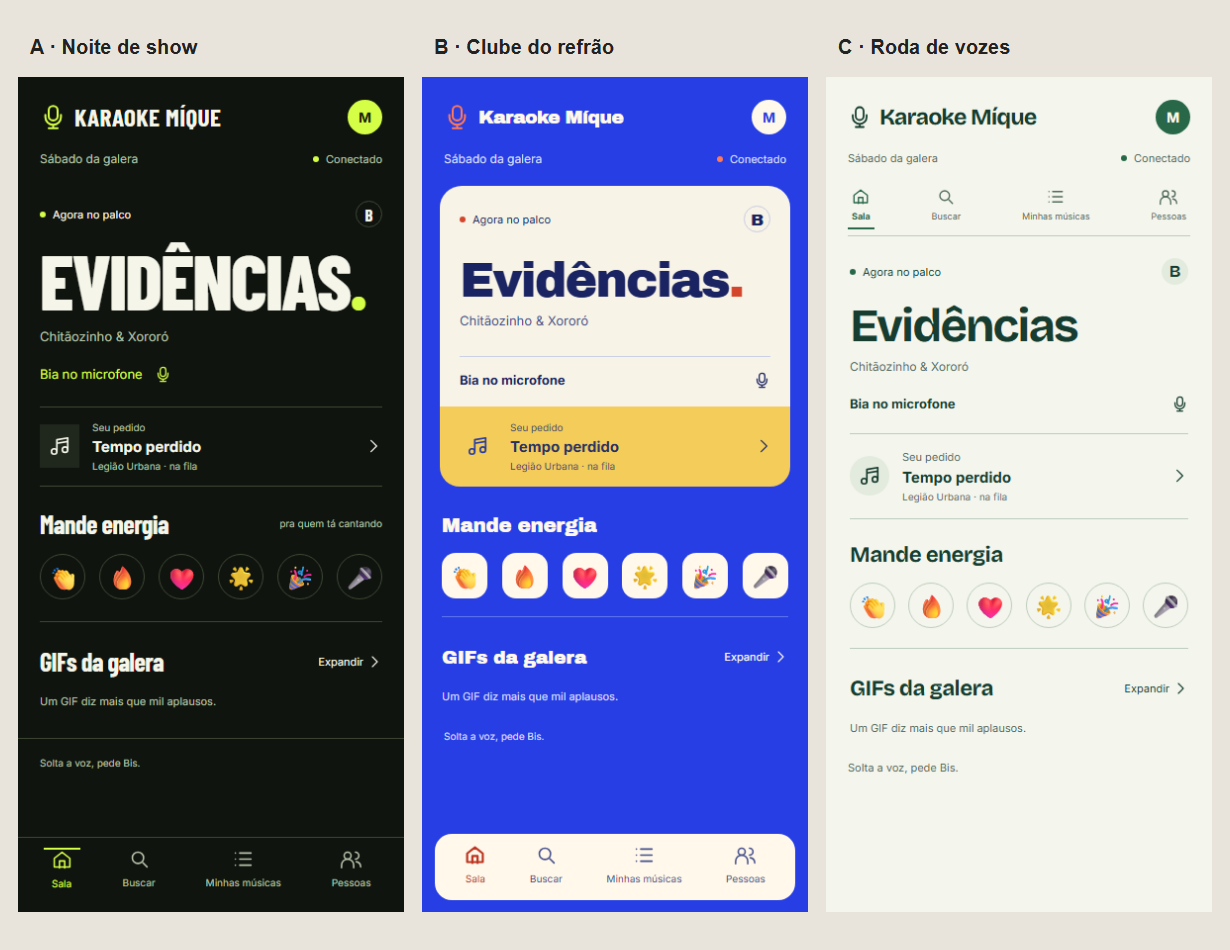 A · Noite de show
KARAOKE MÍQUE
M
Sábado da galera
Conectado
Agora no palco
B
EVIDÊNCIAS.
Chitãozinho & Xororó
Bia no microfone
Seu pedido
Tempo perdido
Legião Urbana · na fila
Mande energia
pra quem tá cantando
GIFs da galera
Expandir
Um GIF diz mais que mil aplausos.
Solta a voz, pede Bis.
Sala
Buscar
Minhas músicas
Pessoas
B · Clube do refrão
Karaoke Míque
M
Sábado da galera
Conectado
Agora no palco
B
Evidências.
Chitãozinho & Xororó
Bia no microfone
Seu pedido
Tempo perdido
Legião Urbana · na fila
Mande energia
GIFs da galera
Expandir
Um GIF diz mais que mil aplausos.
Solta a voz, pede Bis.
Sala
Buscar
Minhas músicas
Pessoas
C · Roda de vozes
Karaoke Míque
M
Sábado da galera
Conectado
Sala
Buscar
Minhas músicas
Pessoas
Agora no palco
B
Evidências
Chitãozinho & Xororó
Bia no microfone
Seu pedido
Tempo perdido
Legião Urbana · na fila
Mande energia
GIFs da galera
Expandir
Um GIF diz mais que mil aplausos.
Solta a voz, pede Bis.